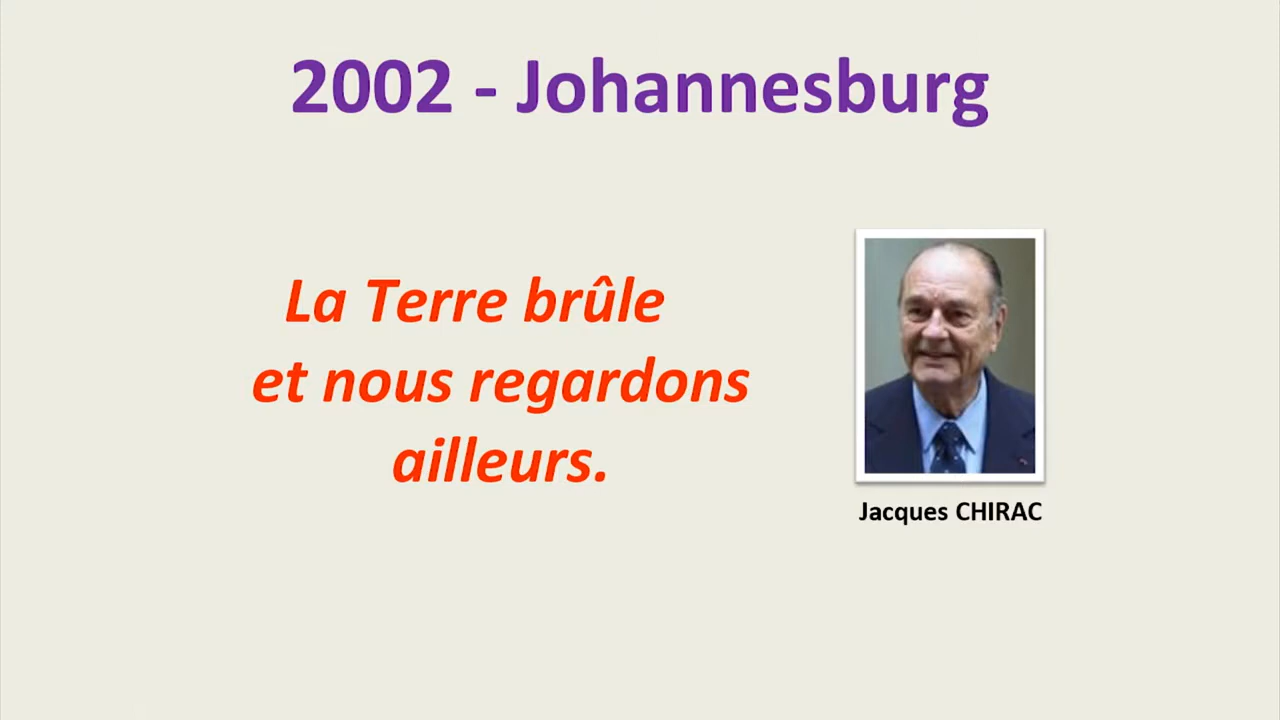 2002 - Johannesburg
La Terre brûle
et nous regardons
ailleurs.
Jacques CHIRAC